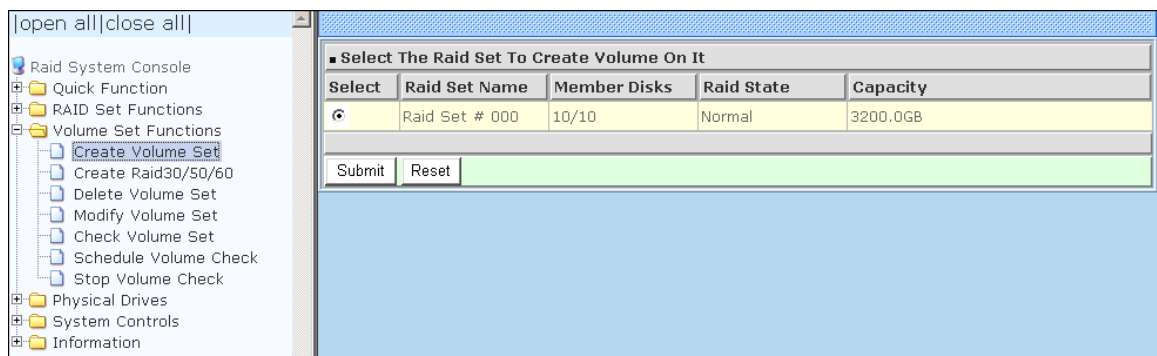 |open all|close all|
Raid System Console
Quick Function
RAID Set Functions
Volume Set Functions
Create Volume Set
Create Raid30/50/60
Delete Volume Set
Modify Volume Set
Check Volume Set
Schedule Volume Check
Stop Volume Check
Physical Drives
System Controls
Information
Select The Raid Set To Create Volume On It
Select Raid Set Name Member Disks Raid State Capacity
Raid Set # 000 10/10 Normal 3200.0GB
Submit Reset